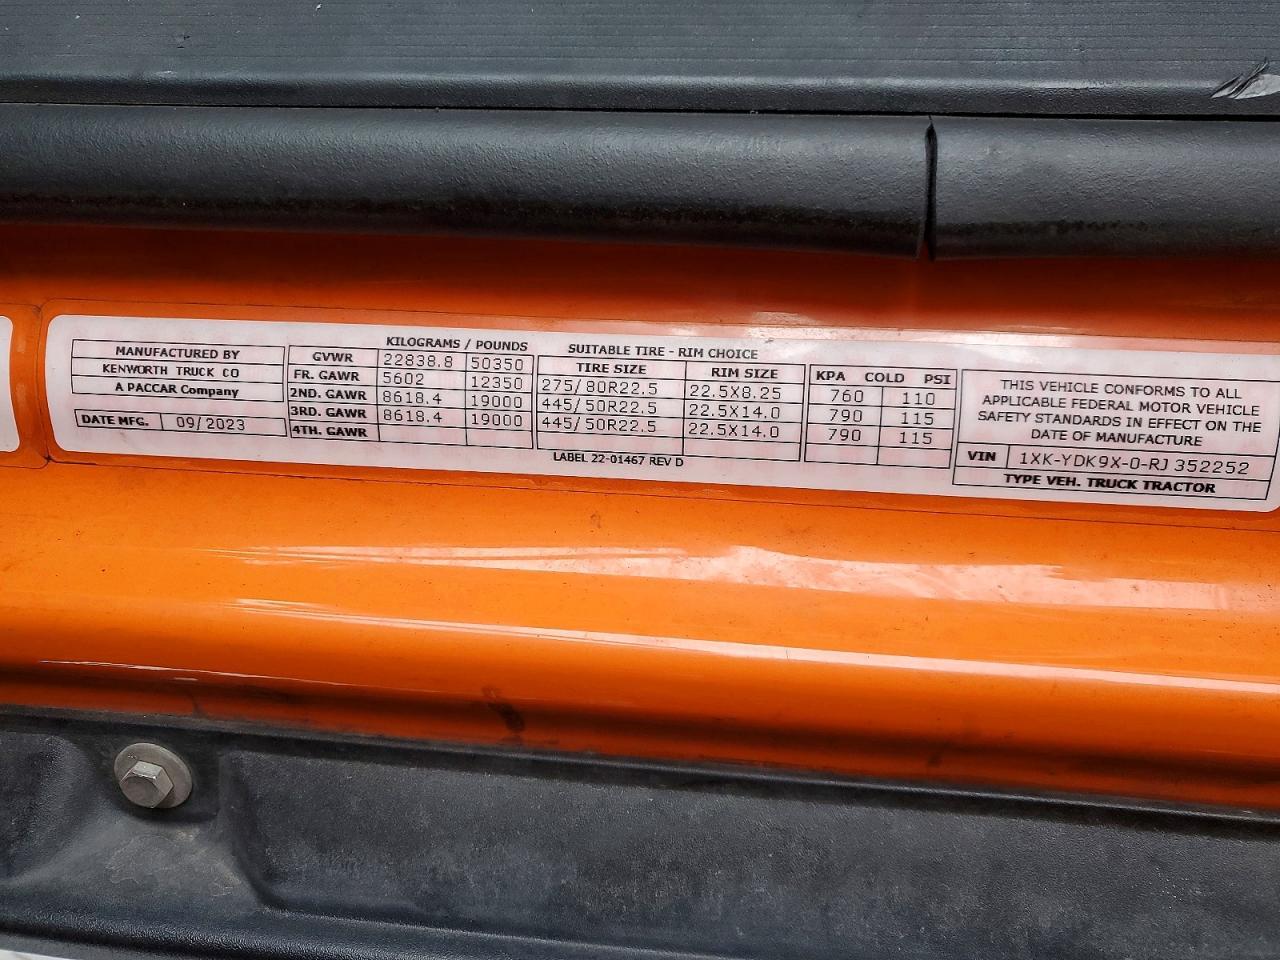 MANUFACTURED BY
KENWORTH TRUCK CO
A PACCAR Company
DATE MFG. 09/2023
KILOGRAMS / POUNDS
GVWR 22838.8 50350
FR. GAWR 5602 12350
2ND. GAWR 8618.4 19000
3RD. GAWR 8618.4 19000
4TH. GAWR
SUITABLE TIRE - RIM CHOICE
TIRE SIZE RIM SIZE
275/80R22.5 22.5X8.25
445/50R22.5 22.5X14.0
445/50R22.5 22.5X14.0
KPA COLD PSI
760 110
790 115
790 115
LABEL 22-01467 REV D
THIS VEHICLE CONFORMS TO ALL
APPLICABLE FEDERAL MOTOR VEHICLE
SAFETY STANDARDS IN EFFECT ON THE
DATE OF MANUFACTURE
VIN 1XK-YDK9X-0-RJ 352252
TYPE VEH. TRUCK TRACTOR